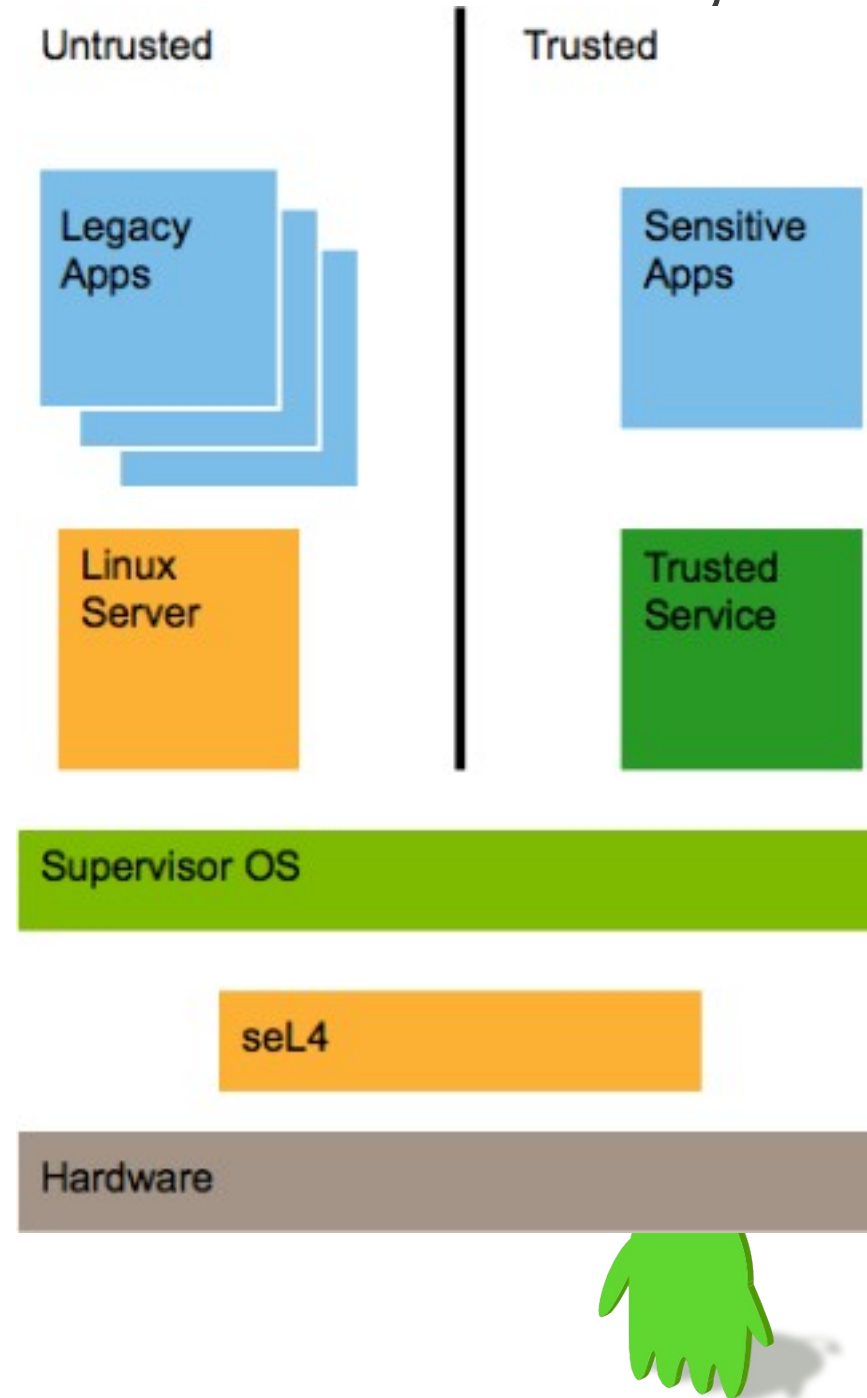 Untrusted
Trusted
Legacy
Apps
Sensitive
Apps
Linux
Server
Trusted
Service
Supervisor OS
seL4
Hardware